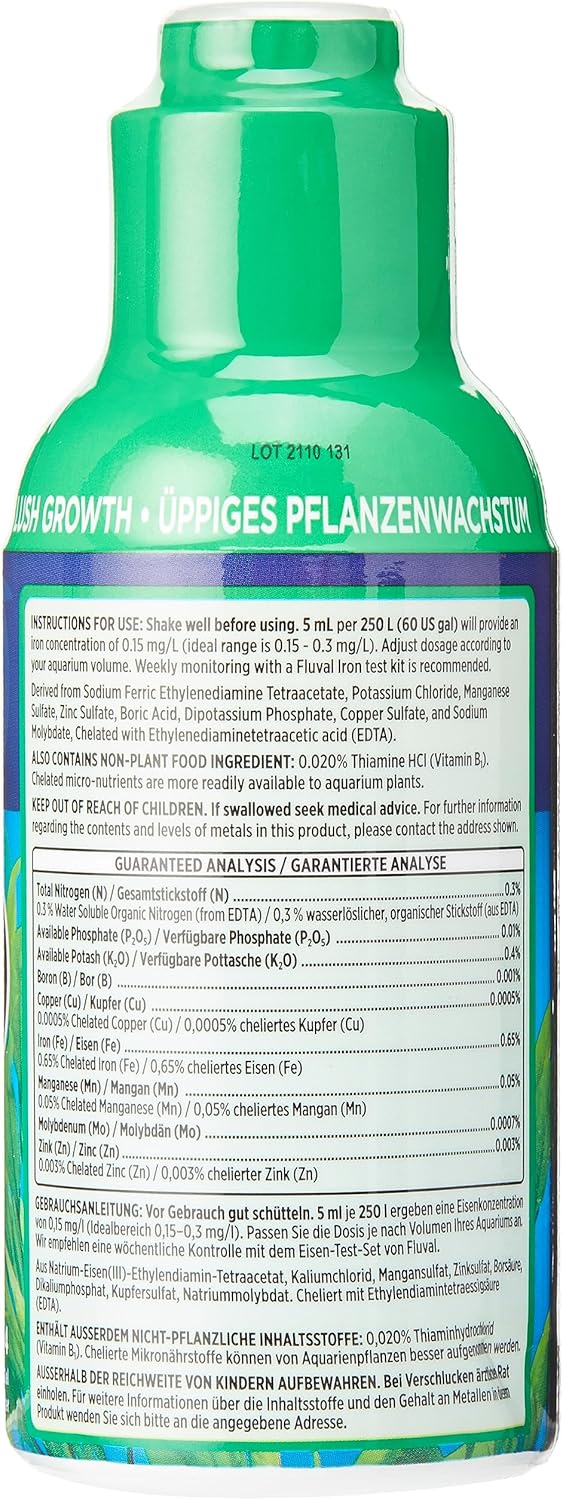 LOT 2110 131
LUSH GROWTH • ÜPPIGES PFLANZENWACHSTUM
INSTRUCTIONS FOR USE: Shake well before using. 5 mL per 250 L (60 US gal) will provide an
iron concentration of 0.15 mg/L (ideal range is 0.15 - 0.3 mg/L). Adjust dosage according to
your aquarium volume. Weekly monitoring with a Fluval Iron test kit is recommended.
Derived from Sodium Ferric Ethylenediamine Tetraacetate, Potassium Chloride, Manganese
Sulfate, Zinc Sulfate, Boric Acid, Dipotassium Phosphate, Copper Sulfate, and Sodium
Molybdate, Chelated with Ethylenediaminetetraacetic acid (EDTA).
ALSO CONTAINS NON-PLANT FOOD INGREDIENT: 0.020% Thiamine HCl (Vitamin B₁).
Chelated micro-nutrients are more readily available to aquarium plants.
KEEP OUT OF REACH OF CHILDREN. If swallowed seek medical advice. For further information
regarding the contents and levels of metals in this product, please contact the address shown.
GUARANTEED ANALYSIS / GARANTIERTE ANALYSE
Total Nitrogen (N) / Gesamtstickstoff (N) 0.3%
0.3 % Water Soluble Organic Nitrogen (from EDTA) / 0,3 % wasserlöslicher, organischer Stickstoff (aus EDTA)
Available Phosphate (P₂O₅) / Verfügbare Phosphate (P₂O₅) 0.01%
Available Potash (K₂O) / Verfügbare Pottasche (K₂O) 0.4%
Boron (B) / Bor (B) 0.001%
Copper (Cu) / Kupfer (Cu) 0.0005%
0.0005% Chelated Copper (Cu) / 0,0005% cheliertes Kupfer (Cu)
Iron (Fe) / Eisen (Fe) 0.65%
0.65% Chelated Iron (Fe) / 0,65% cheliertes Eisen (Fe)
Manganese (Mn) / Mangan (Mn) 0.05%
0.05% Chelated Manganese (Mn) / 0,05% cheliertes Mangan (Mn)
Molybdenum (Mo) / Molybdän (Mo) 0.0007%
Zink (Zn) / Zinc (Zn) 0.003%
0.003% Chelated Zinc (Zn) / 0,003% chelierter Zink (Zn)
GEBRAUCHSANLEITUNG: Vor Gebrauch gut schütteln. 5 ml je 250 l ergeben eine Eisenkonzentration
von 0,15 mg/l (Idealbereich 0,15–0,3 mg/l). Passen Sie die Dosis je nach Volumen Ihres Aquariums an.
Wir empfehlen eine wöchentliche Kontrolle mit dem Eisen-Test-Set von Fluval.
Aus Natrium-Eisen(III)-Ethylendiamin-Tetraacetat, Kaliumchlorid, Mangansulfat, Zinksulfat, Borsäure,
Dikaliumphosphat, Kupfersulfat, Natriummolybdat. Cheliert mit Ethylendiamintetraessigsäure
(EDTA).
ENTHÄLT AUSSERDEM NICHT-PFLANZLICHE INHALTSSTOFFE: 0,020% Thiaminhydrochlorid
(Vitamin B₁). Chelierte Mikronährstoffe können von Aquarienpflanzen besser aufgenommen werden.
AUSSERHALB DER REICHWEITE VON KINDERN AUFBEWAHREN. Bei Verschlucken ärztlichen Rat
einholen. Für weitere Informationen über die Inhaltsstoffe und den Gehalt an Metallen in diesem
Produkt wenden Sie sich bitte an die angegebene Adresse.